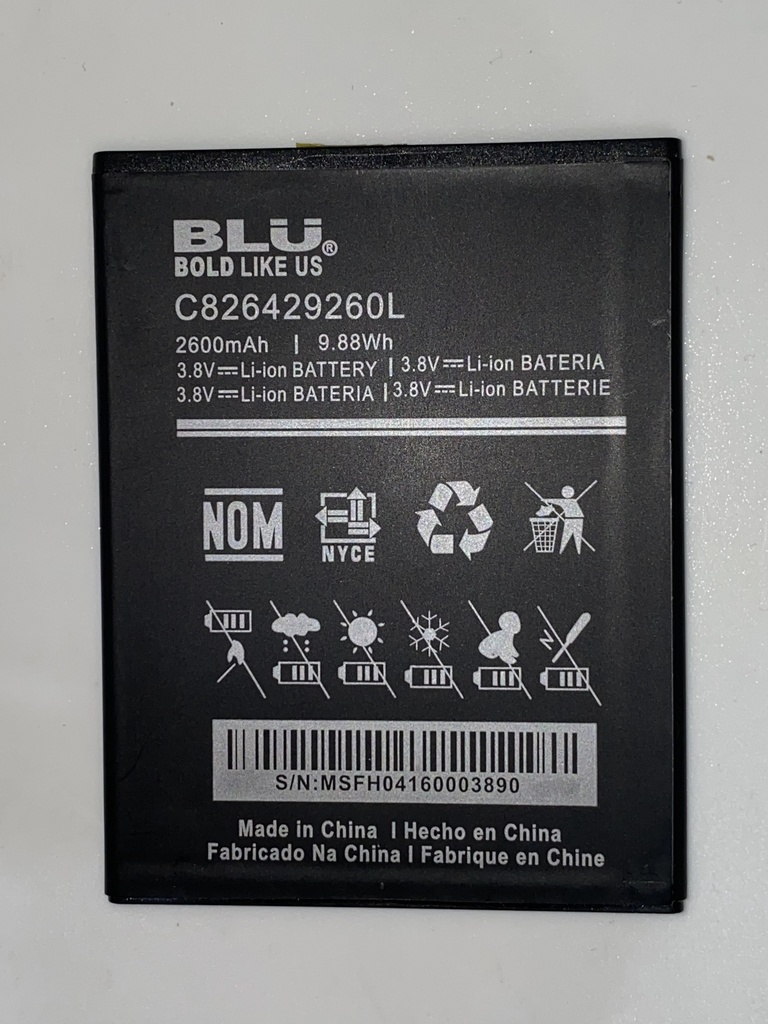 BLU®
BOLD LIKE US
C826429260L
2600mAh | 9.88Wh
3.8V⎓Li-ion BATTERY | 3.8V⎓Li-ion BATERIA
3.8V⎓Li-ion BATERIA | 3.8V⎓Li-ion BATTERIE
NOM
NYCE
S/N:MSFH04160003890
Made in China I Hecho en China
Fabricado Na China I Fabrique en Chine